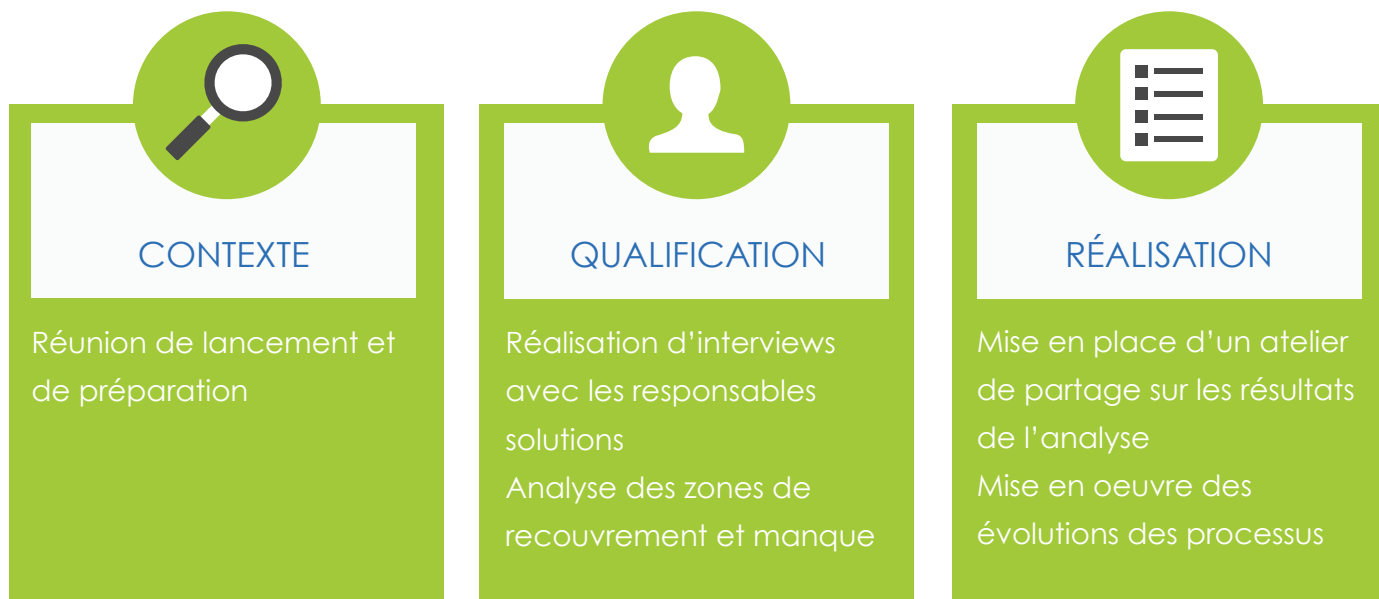 CONTEXTE
Réunion de lancement et
de préparation
QUALIFICATION
Réalisation d’interviews
avec les responsables
solutions
Analyse des zones de
recouvrement et manque
RÉALISATION
Mise en place d’un atelier
de partage sur les résultats
de l’analyse
Mise en oeuvre des
évolutions des processus